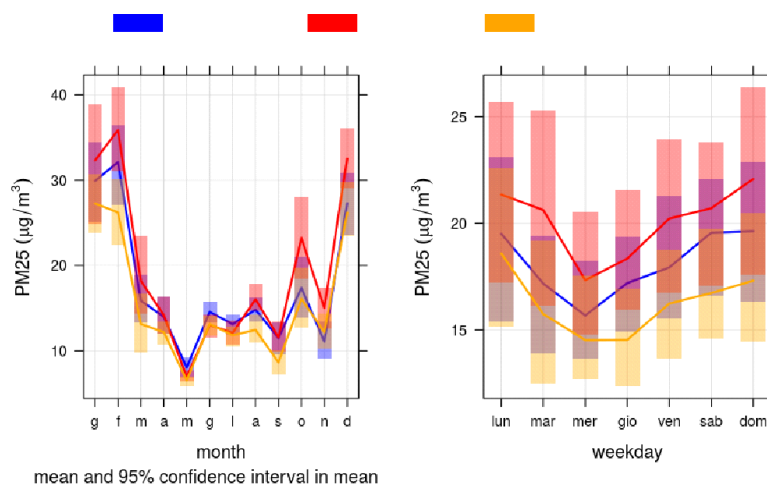 PM25 (μg/m³)
40
30
20
10
g f m a m g l a s o n d
month
mean and 95% confidence interval in mean
PM25 (μg/m³)
25
20
15
lun mar mer gio ven sab dom
weekday